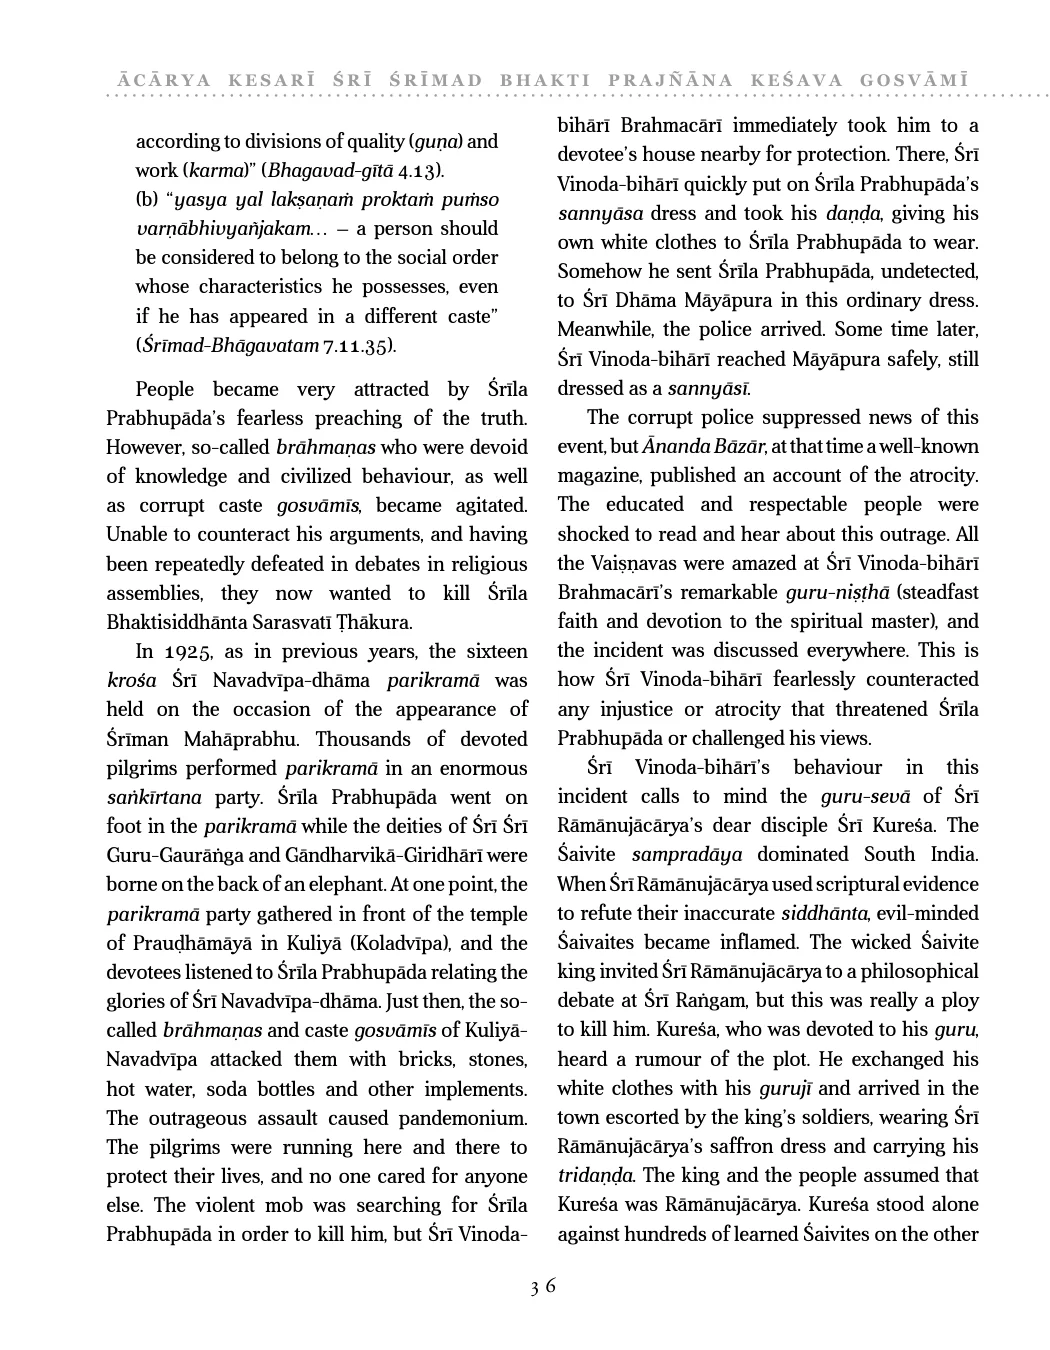 ĀCĀRYA KESARĪ ŚRĪ ŚRĪMAD BHAKTI PRAJÑĀNA KEŚAVA GOSVĀMĪ
according to divisions of quality (guṇa) and
work (karma)” (Bhagavad-gītā 4.13).
(b) “yasya yal lakṣaṇaṁ proktaṁ puṁso
varṇābhivyañjakam… – a person should
be considered to belong to the social order
whose characteristics he possesses, even
if he has appeared in a different caste”
(Śrīmad-Bhāgavatam 7.11.35).
People became very attracted by Śrīla
Prabhupāda’s fearless preaching of the truth.
However, so-called brāhmaṇas who were devoid
of knowledge and civilized behaviour, as well
as corrupt caste gosvāmīs, became agitated.
Unable to counteract his arguments, and having
been repeatedly defeated in debates in religious
assemblies, they now wanted to kill Śrīla
Bhaktisiddhānta Sarasvatī Ṭhākura.
In 1925, as in previous years, the sixteen
krośa Śrī Navadvīpa-dhāma parikramā was
held on the occasion of the appearance of
Śrīman Mahāprabhu. Thousands of devoted
pilgrims performed parikramā in an enormous
saṅkīrtana party. Śrīla Prabhupāda went on
foot in the parikramā while the deities of Śrī Śrī
Guru-Gaurāṅga and Gāndharvikā-Giridhārī were
borne on the back of an elephant. At one point, the
parikramā party gathered in front of the temple
of Prauḍhāmāyā in Kuliyā (Koladvīpa), and the
devotees listened to Śrīla Prabhupāda relating the
glories of Śrī Navadvīpa-dhāma. Just then, the so-
called brāhmaṇas and caste gosvāmīs of Kuliyā-
Navadvīpa attacked them with bricks, stones,
hot water, soda bottles and other implements.
The outrageous assault caused pandemonium.
The pilgrims were running here and there to
protect their lives, and no one cared for anyone
else. The violent mob was searching for Śrīla
Prabhupāda in order to kill him, but Śrī Vinoda-
bihārī Brahmacārī immediately took him to a
devotee’s house nearby for protection. There, Śrī
Vinoda-bihārī quickly put on Śrīla Prabhupāda’s
sannyāsa dress and took his daṇḍa, giving his
own white clothes to Śrīla Prabhupāda to wear.
Somehow he sent Śrīla Prabhupāda, undetected,
to Śrī Dhāma Māyāpura in this ordinary dress.
Meanwhile, the police arrived. Some time later,
Śrī Vinoda-bihārī reached Māyāpura safely, still
dressed as a sannyāsī.
The corrupt police suppressed news of this
event, but Ānanda Bāzār, at that time a well-known
magazine, published an account of the atrocity.
The educated and respectable people were
shocked to read and hear about this outrage. All
the Vaiṣṇavas were amazed at Śrī Vinoda-bihārī
Brahmacārī’s remarkable guru-niṣṭhā (steadfast
faith and devotion to the spiritual master), and
the incident was discussed everywhere. This is
how Śrī Vinoda-bihārī fearlessly counteracted
any injustice or atrocity that threatened Śrīla
Prabhupāda or challenged his views.
Śrī Vinoda-bihārī’s behaviour in this
incident calls to mind the guru-sevā of Śrī
Rāmānujācārya’s dear disciple Śrī Kureśa. The
Śaivite sampradāya dominated South India.
When Śrī Rāmānujācārya used scriptural evidence
to refute their inaccurate siddhānta, evil-minded
Śaivaites became inflamed. The wicked Śaivite
king invited Śrī Rāmānujācārya to a philosophical
debate at Śrī Raṅgam, but this was really a ploy
to kill him. Kureśa, who was devoted to his guru,
heard a rumour of the plot. He exchanged his
white clothes with his gurujī and arrived in the
town escorted by the king’s soldiers, wearing Śrī
Rāmānujācārya’s saffron dress and carrying his
tridaṇḍa. The king and the people assumed that
Kureśa was Rāmānujācārya. Kureśa stood alone
against hundreds of learned Śaivites on the other
36